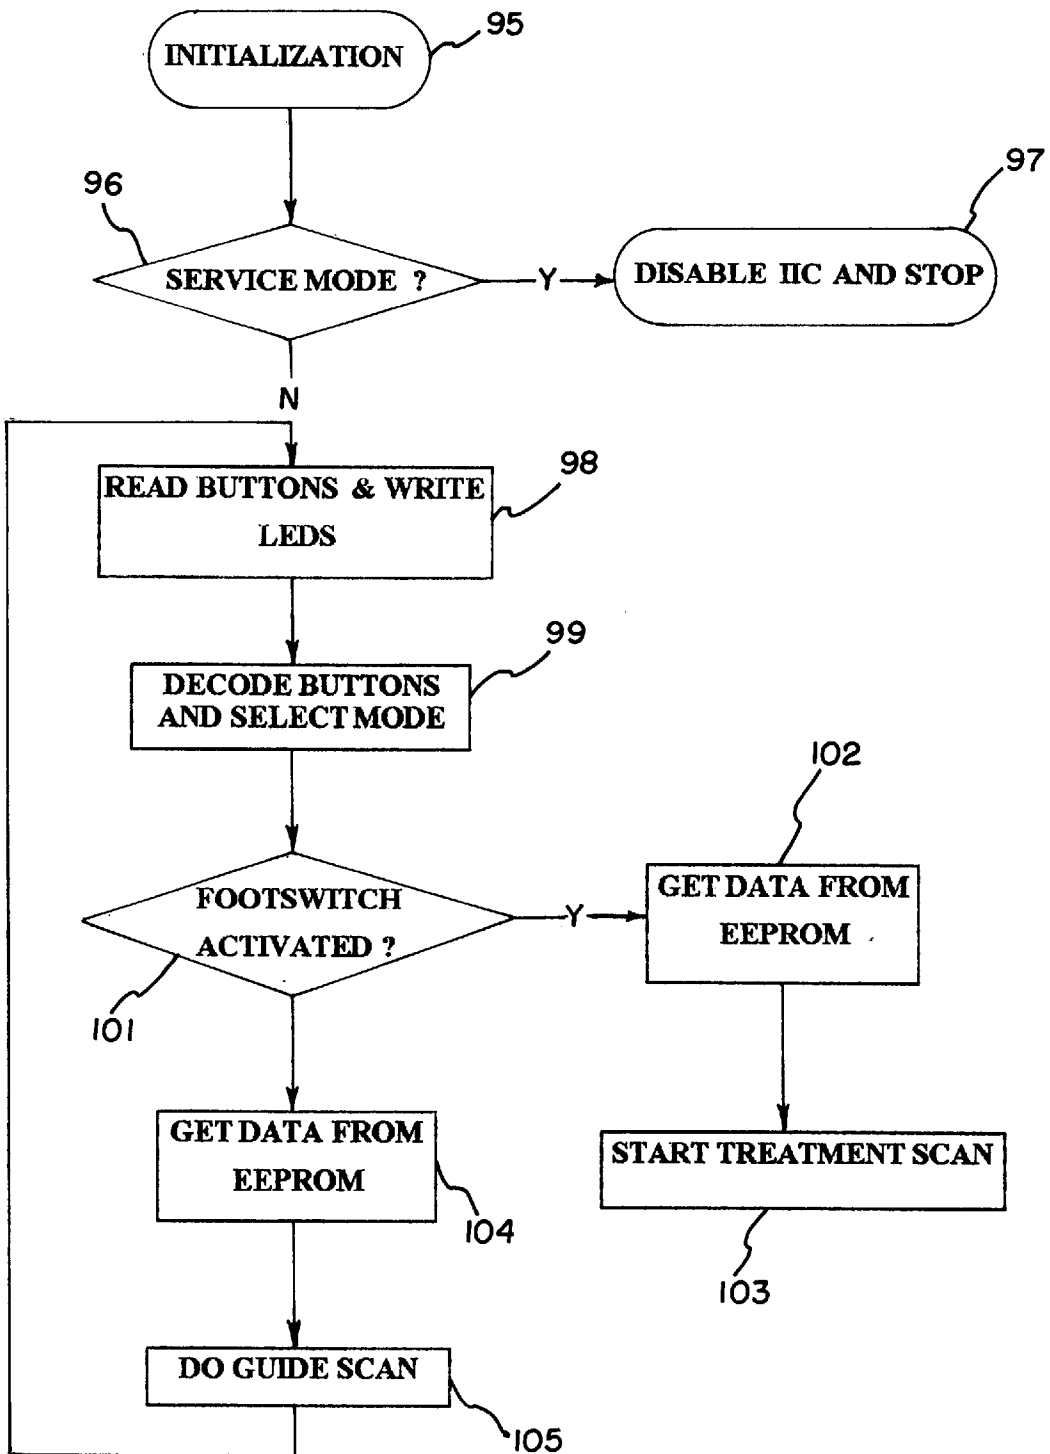 INITIALIZATION
95
96
SERVICE MODE ?
Y
97
DISABLE IIC AND STOP
N
READ BUTTONS & WRITE
LEDS
98
99
DECODE BUTTONS
AND SELECT MODE
FOOTSWITCH
ACTIVATED ?
101
Y
102
GET DATA FROM
EEPROM
GET DATA FROM
EEPROM
104
START TREATMENT SCAN
103
DO GUIDE SCAN
105